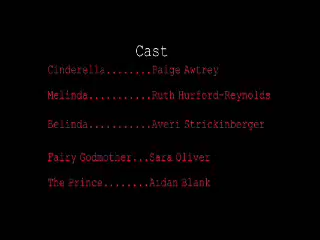 Cast
Cinderella........Paige Awtrey
Melinda...........Ruth Hurford-Reynolds
Belinda...........Averi Strickinberger
Fairy Godmother...Sara Oliver
The Prince........Aidan Blank